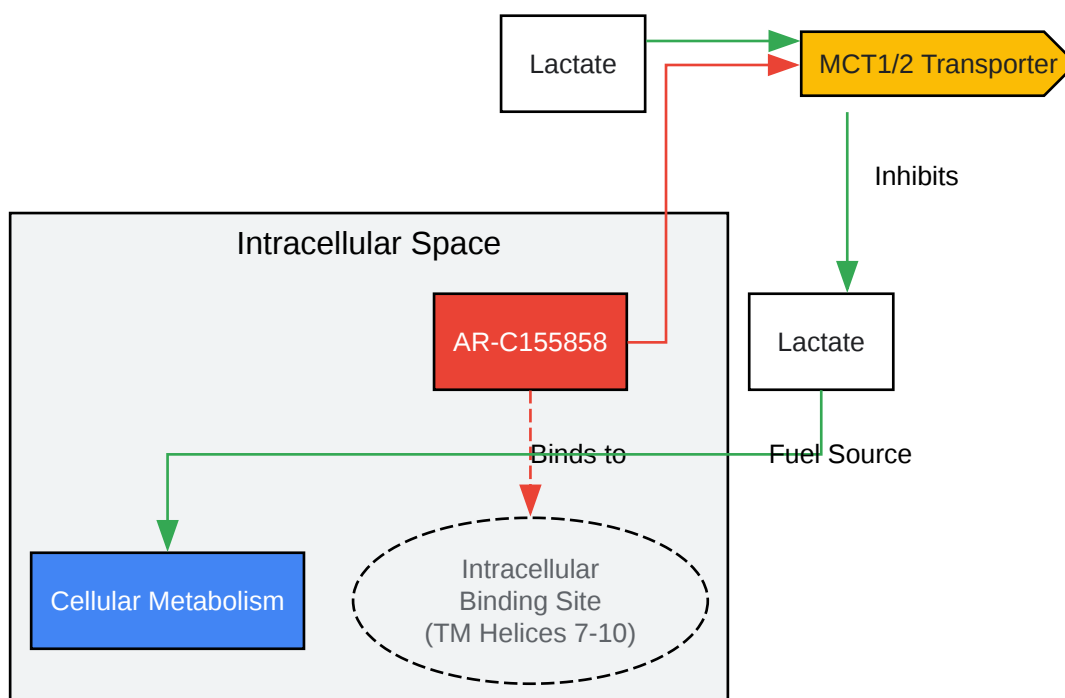 Lactate
MCT1/2 Transporter
Inhibits
Intracellular Space
AR-C155858
Lactate
Binds to
Fuel Source
Cellular Metabolism
Intracellular
Binding Site
(TM Helices 7-10)